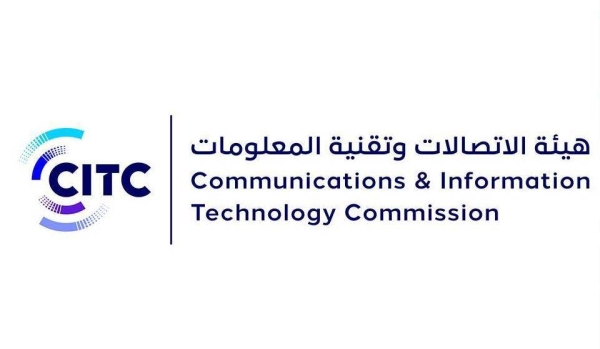 CITC
هيئة الاتصالات وتقنية المعلومات
Communications & Information
Technology Commission